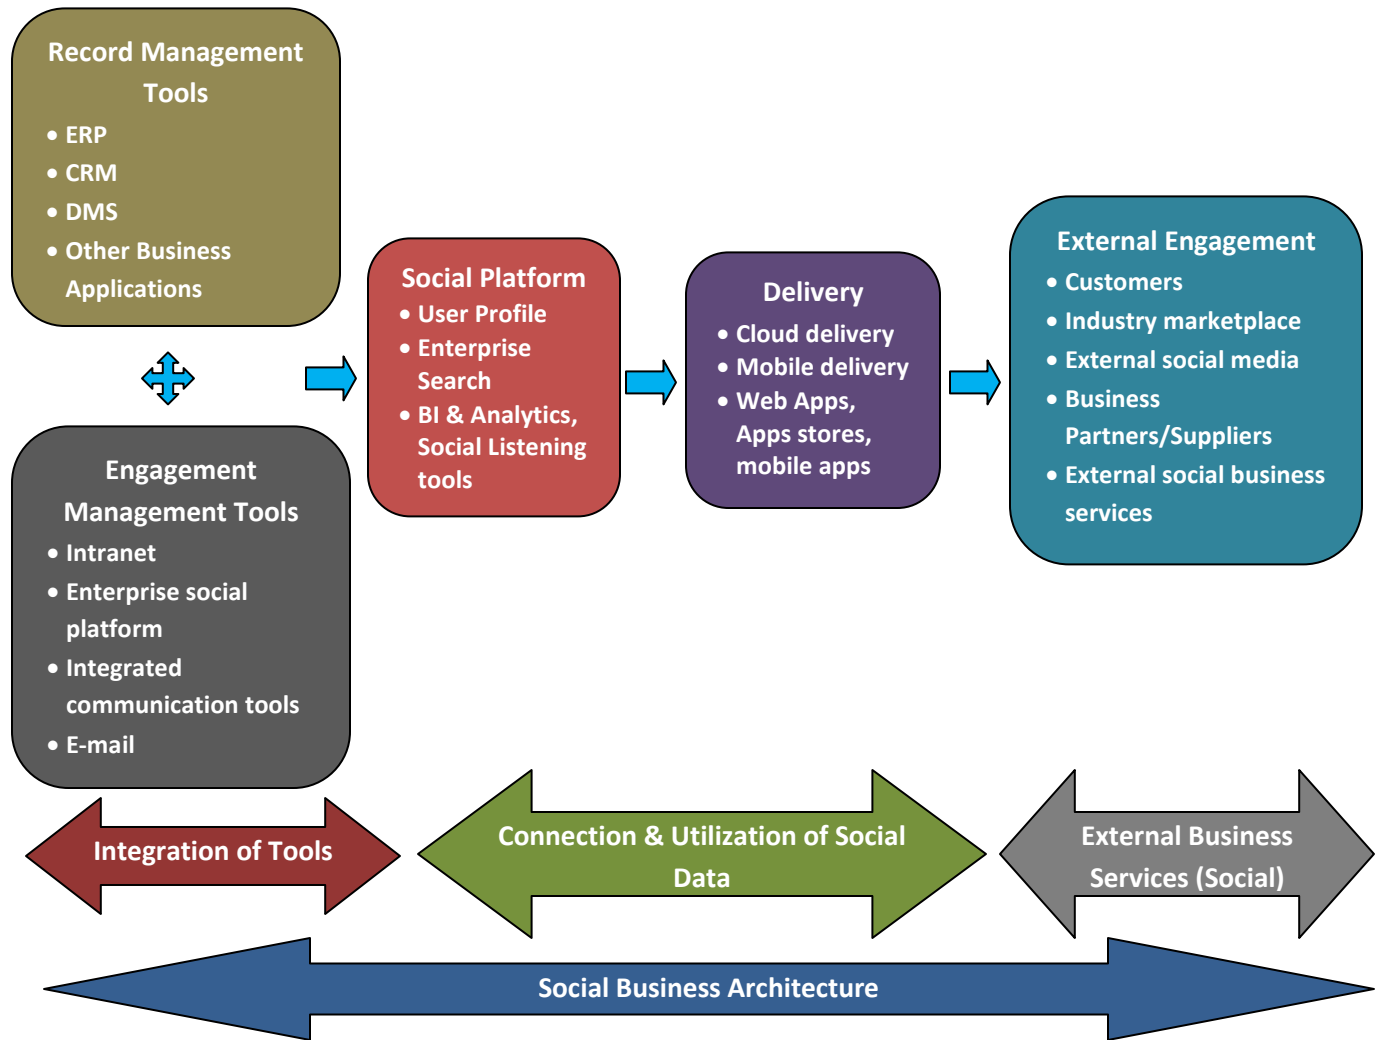 Record Management
Tools
• ERP
• CRM
• DMS
• Other Business
Applications
Engagement
Management Tools
• Intranet
• Enterprise social
platform
• Integrated
communication tools
• E-mail
Social Platform
• User Profile
• Enterprise
Search
• BI & Analytics,
Social Listening
tools
Delivery
• Cloud delivery
• Mobile delivery
• Web Apps,
Apps stores,
mobile apps
External Engagement
• Customers
• Industry marketplace
• External social media
• Business
Partners/Suppliers
• External social business
services
Integration of Tools
Connection & Utilization of Social
Data
External Business
Services (Social)
Social Business Architecture